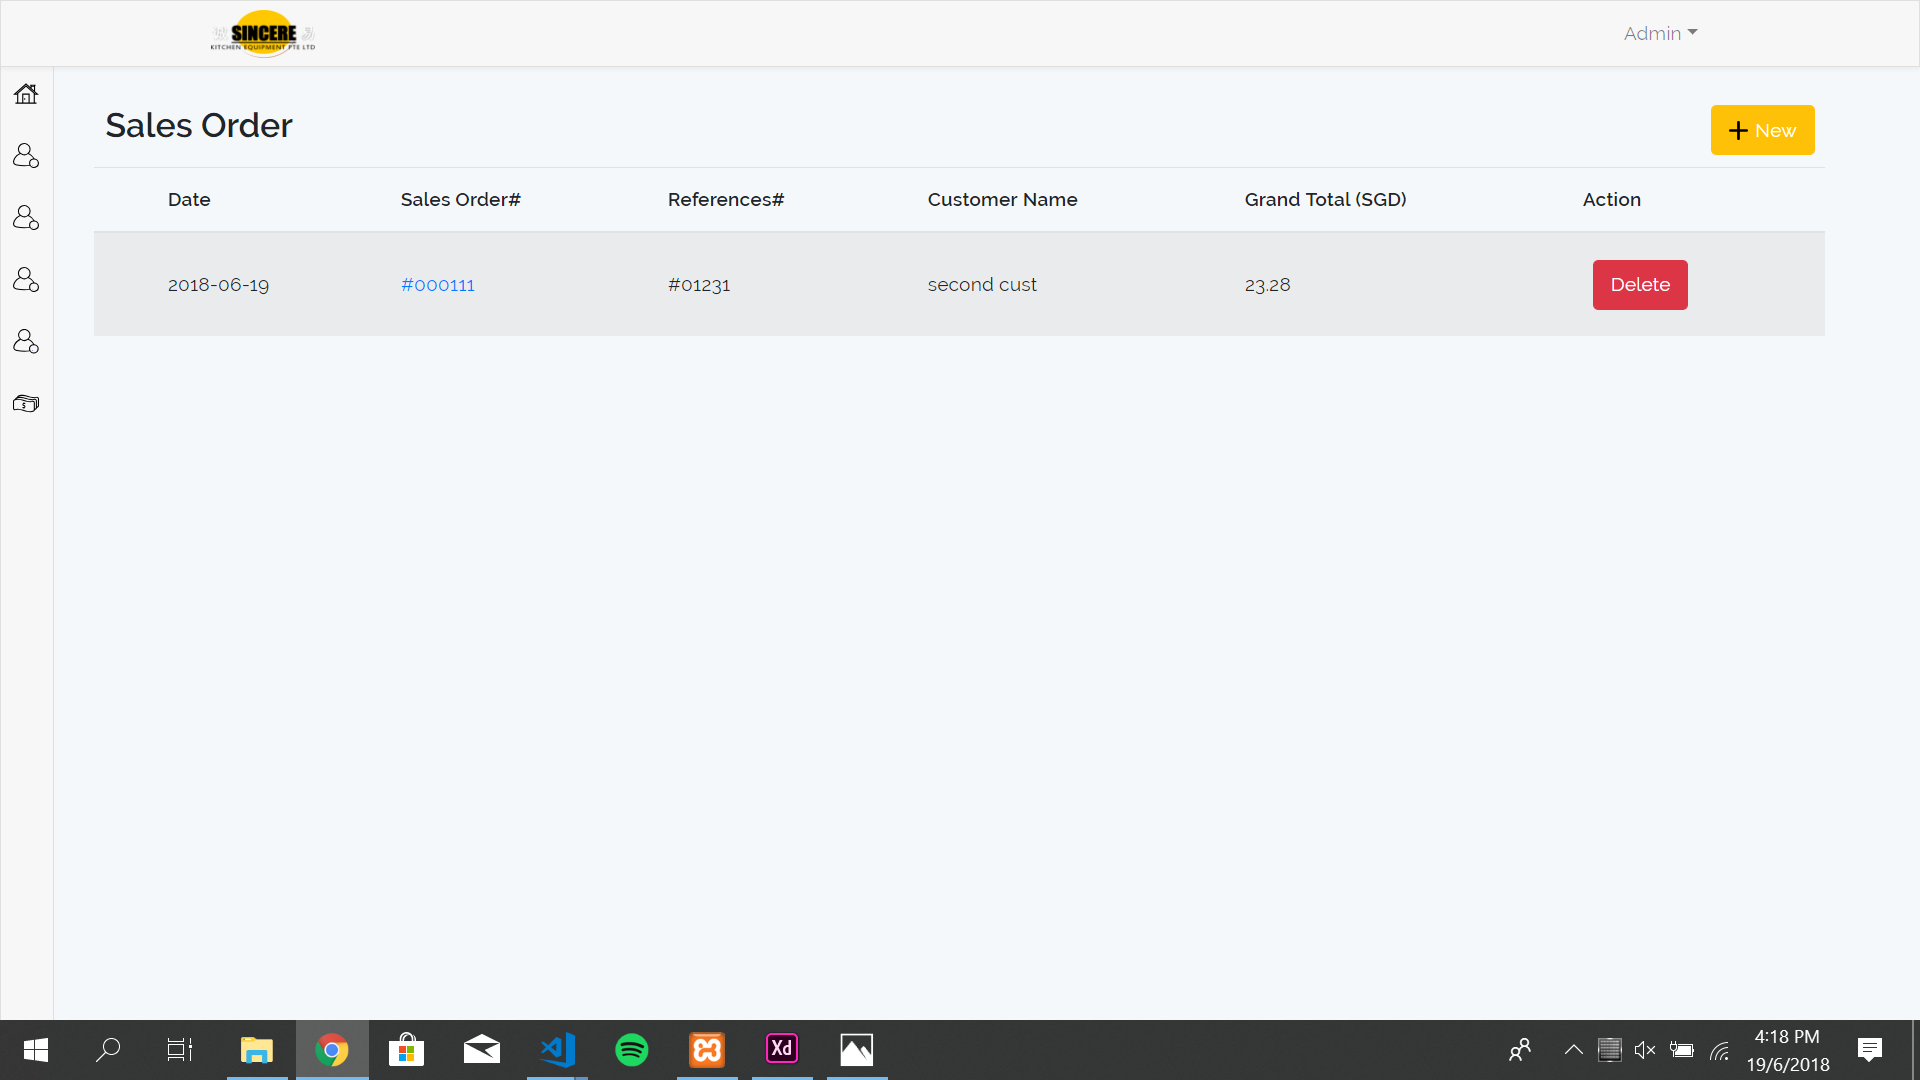 SINCERE
KITCHEN EQUIPMENT PTE LTD
Admin
Sales Order
New
Date Sales Order# References# Customer Name Grand Total (SGD) Action
2018-06-19 #000111 #01231 second cust 23.28 Delete
Xd
4:18 PM
19/6/2018